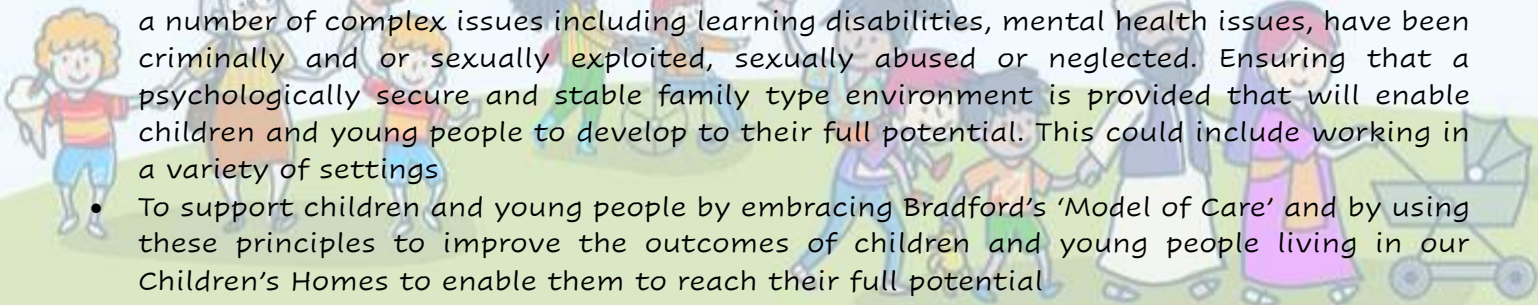 a number of complex issues including learning disabilities, mental health issues, have been
criminally and or sexually exploited, sexually abused or neglected. Ensuring that a
psychologically secure and stable family type environment is provided that will enable
children and young people to develop to their full potential. This could include working in
a variety of settings
• To support children and young people by embracing Bradford’s ‘Model of Care’ and by using
these principles to improve the outcomes of children and young people living in our
Children’s Homes to enable them to reach their full potential